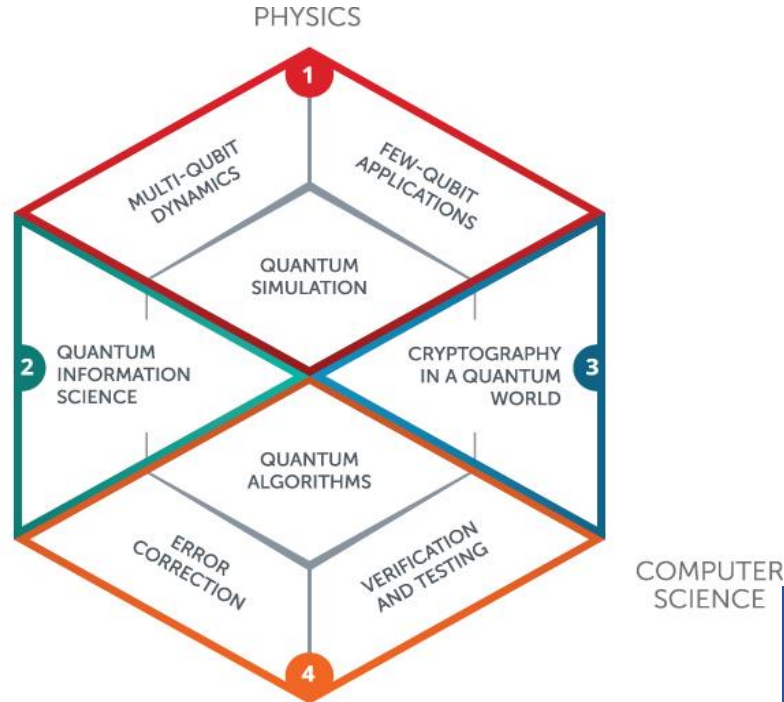 PHYSICS
1
MULTI-QUBIT
DYNAMICS
FEW-QUBIT
APPLICATIONS
QUANTUM
SIMULATION
2
QUANTUM
INFORMATION
SCIENCE
CRYPTOGRAPHY
IN A QUANTUM
WORLD
3
QUANTUM
ALGORITHMS
ERROR
CORRECTION
VERIFICATION
AND TESTING
COMPUTER
SCIENCE
4